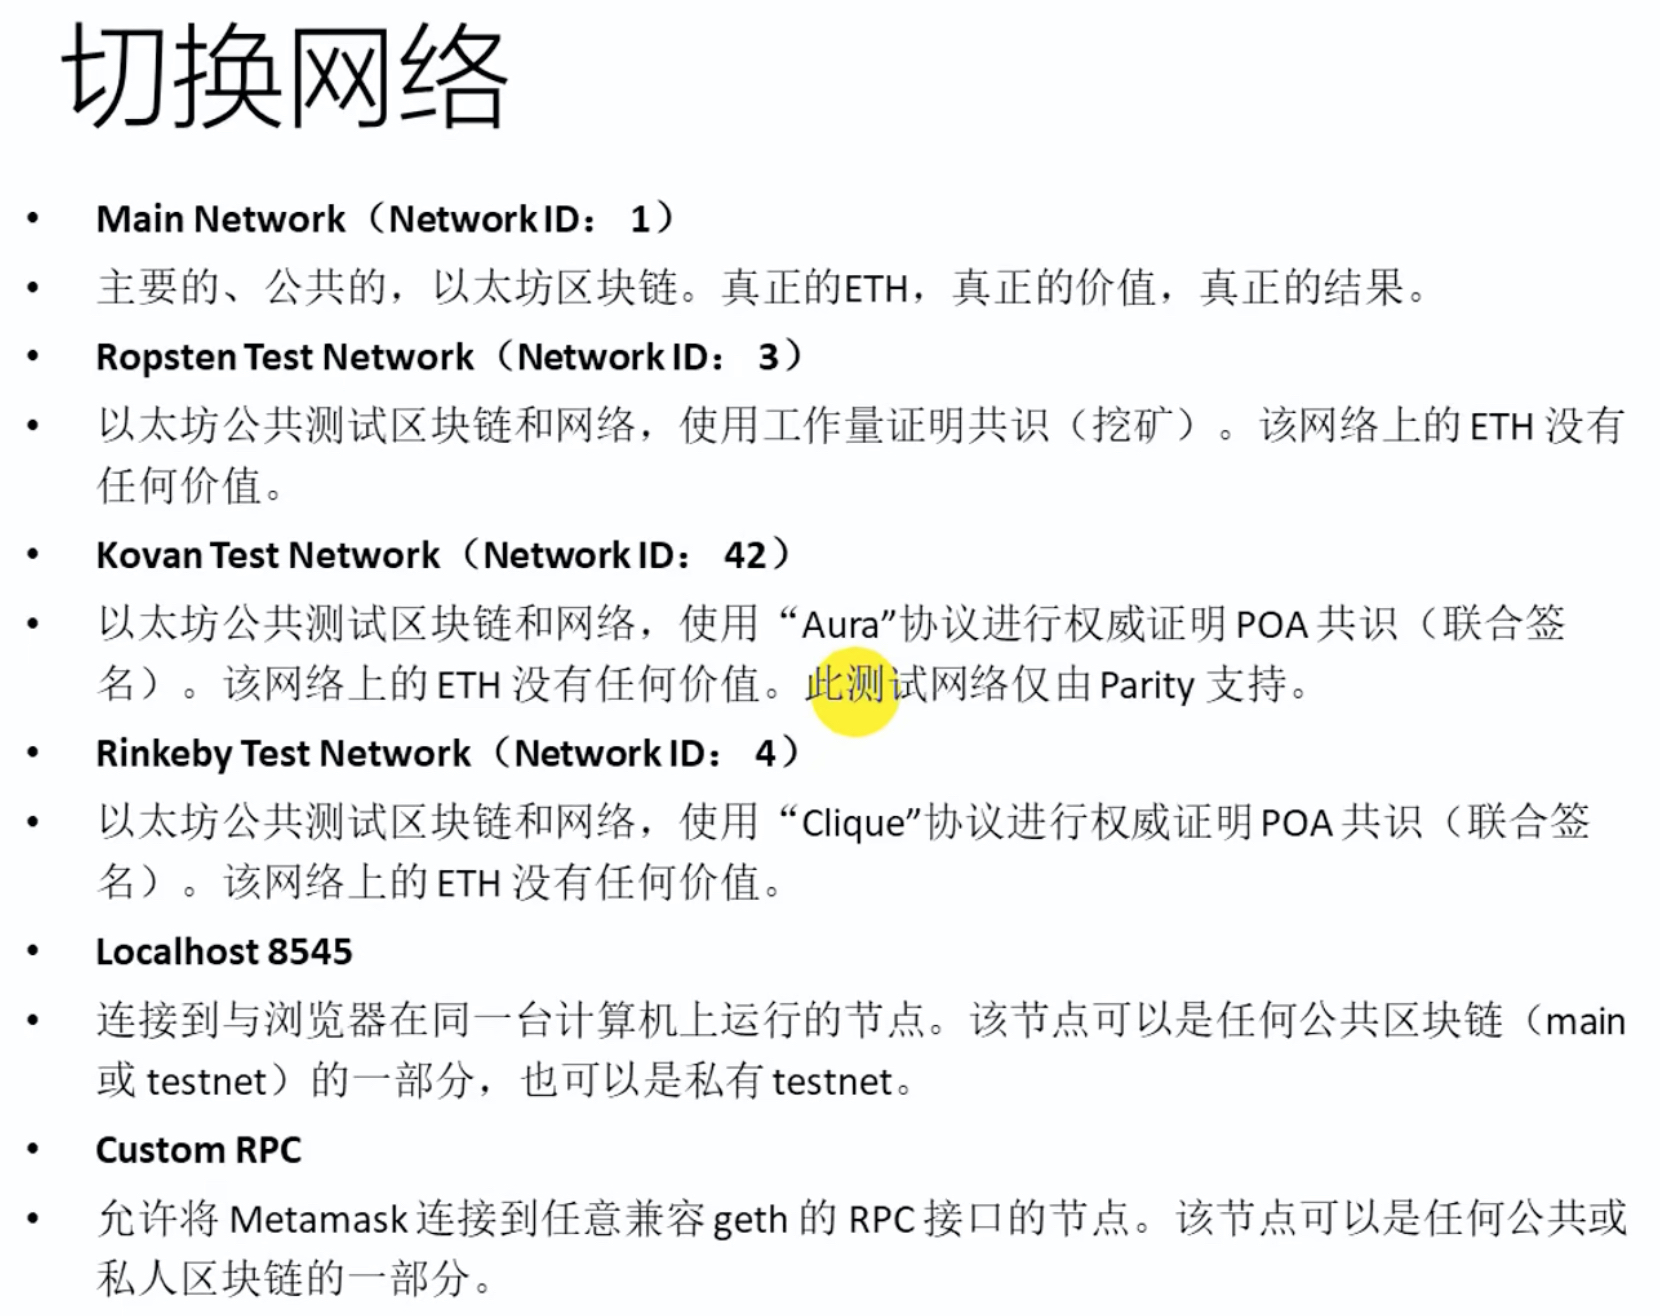 切换网络
• Main Network（Network ID： 1）
• 主要的、公共的，以太坊区块链。真正的ETH，真正的价值，真正的结果。
• Ropsten Test Network（Network ID： 3）
• 以太坊公共测试区块链和网络，使用工作量证明共识（挖矿）。该网络上的 ETH 没有
任何价值。
• Kovan Test Network（Network ID： 42）
• 以太坊公共测试区块链和网络，使用“Aura”协议进行权威证明 POA 共识（联合签
名）。该网络上的 ETH 没有任何价值。此测试网络仅由 Parity 支持。
• Rinkeby Test Network（Network ID： 4）
• 以太坊公共测试区块链和网络，使用“Clique”协议进行权威证明 POA 共识（联合签
名）。该网络上的 ETH 没有任何价值。
• Localhost 8545
• 连接到与浏览器在同一台计算机上运行的节点。该节点可以是任何公共区块链（main
或 testnet）的一部分，也可以是私有 testnet。
• Custom RPC
• 允许将 Metamask 连接到任意兼容 geth 的 RPC 接口的节点。该节点可以是任何公共或
私人区块链的一部分。